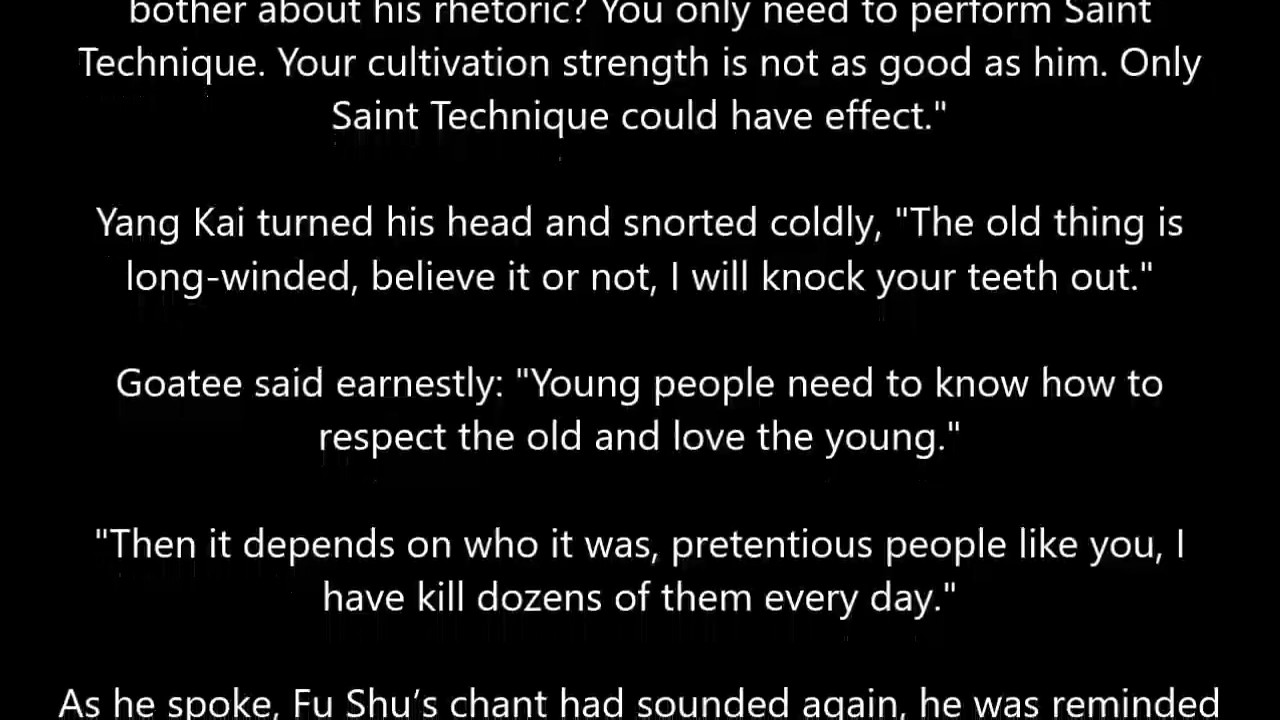 bother about his rhetoric? You only need to perform Saint
Technique. Your cultivation strength is not as good as him. Only
Saint Technique could have effect."
Yang Kai turned his head and snorted coldly, "The old thing is
long-winded, believe it or not, I will knock your teeth out."
Goatee said earnestly: "Young people need to know how to
respect the old and love the young."
"Then it depends on who it was, pretentious people like you, I
have kill dozens of them every day."
As he spoke, Fu Shu’s chant had sounded again, he was reminded